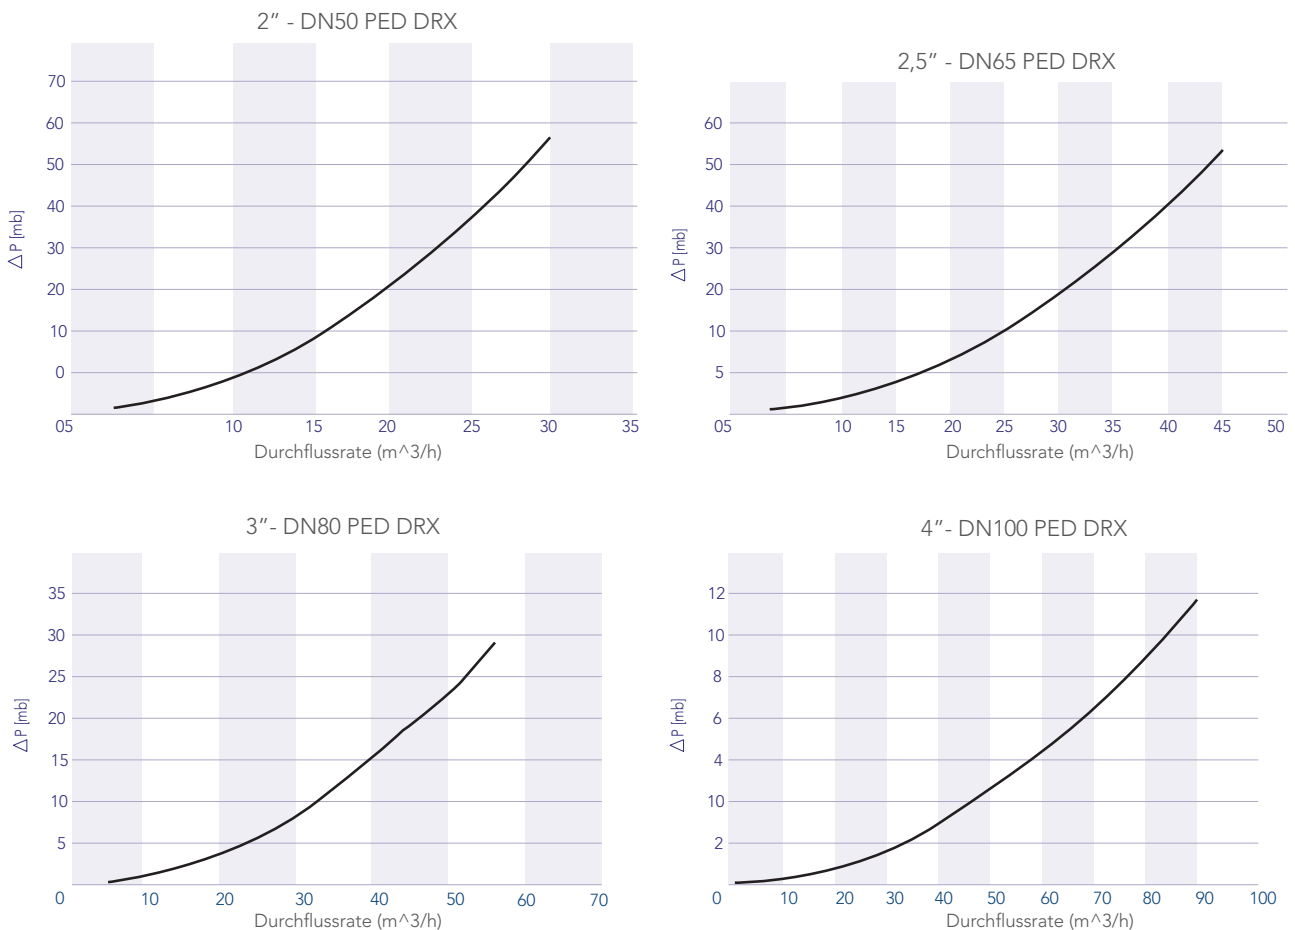 2” - DN50 PED DRX
70
60
50
40
30
20
10
0
△ P [mb]
05 10 15 20 25 30 35
Durchflussrate (m^3/h)
2,5” - DN65 PED DRX
60
50
40
30
20
10
5
△ P [mb]
05 10 15 20 25 30 35 40 45 50
Durchflussrate (m^3/h)
3”- DN80 PED DRX
35
30
25
20
15
10
5
△ P [mb]
0 10 20 30 40 50 60 70
Durchflussrate (m^3/h)
4”- DN100 PED DRX
12
10
8
6
4
10
2
△ P [mb]
0 10 20 30 40 50 60 70 80 90 100
Durchflussrate (m^3/h)